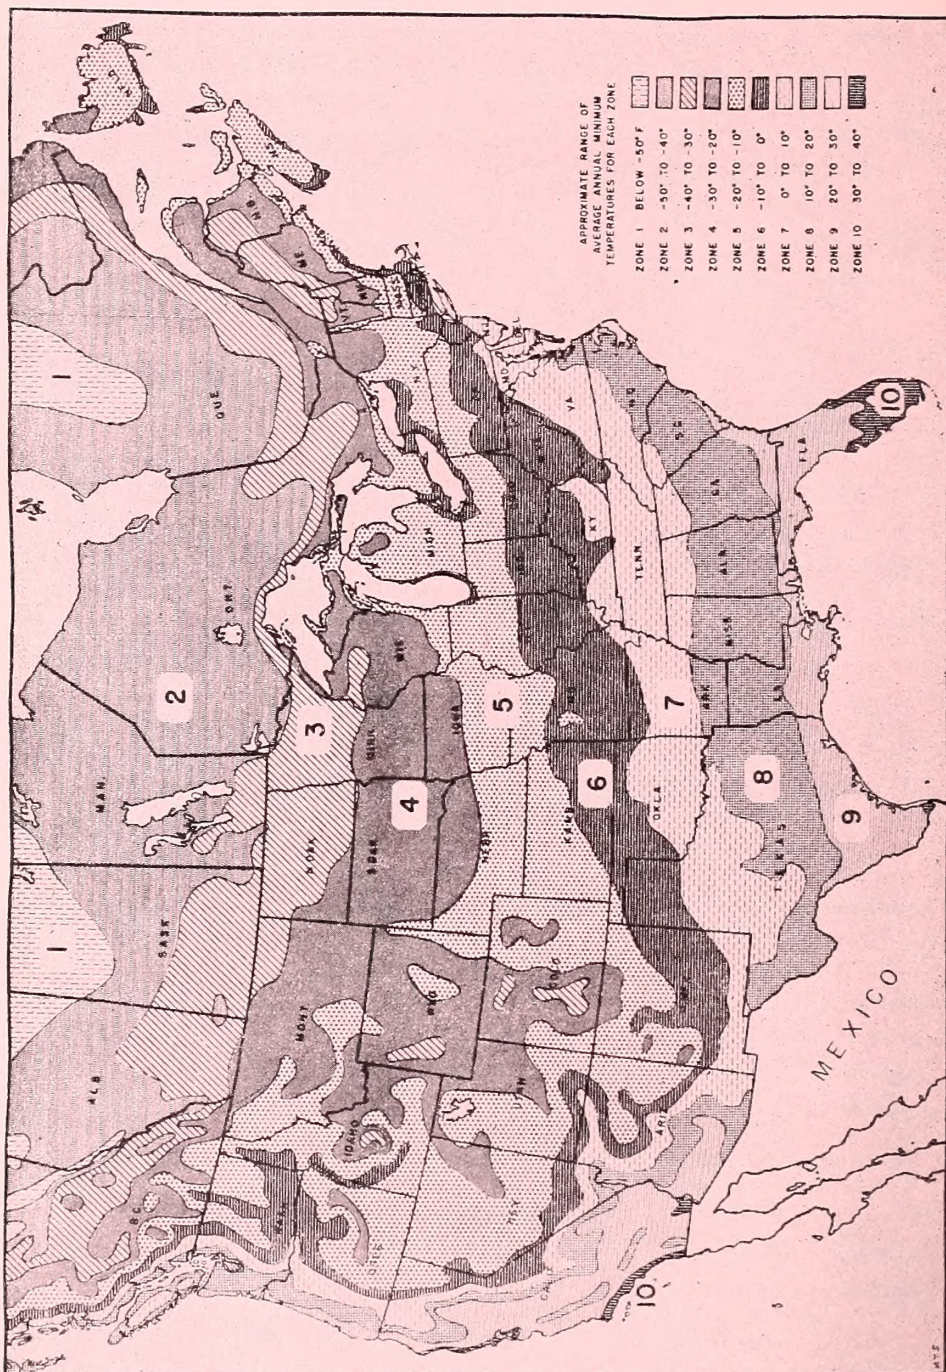 APPROXIMATE RANGE OF
AVERAGE ANNUAL MINIMUM
TEMPERATURES FOR EACH ZONE
ZONE 1 BELOW -50° F
ZONE 2 -50° TO -40°
ZONE 3 -40° TO -30°
ZONE 4 -30° TO -20°
ZONE 5 -20° TO -10°
ZONE 6 -10° TO 0°
ZONE 7 0° TO 10°
ZONE 8 10° TO 20°
ZONE 9 20° TO 30°
ZONE 10 30° TO 40°
1
1
2
3
4
5
6
7
8
9
10
10
ALB
SASK
MAN
ONT
QUE
B.C.
N.B.
ME
VT
MASS
MONT
IDAHO
WYO
N.DAK
S.DAK
MINN
WIS
MICH
IOWA
NEBR
COLO
UTAH
NEV
ARIZ
KANS
MO
OKLA
TEXAS
ARK
LA
MISS
ALA
GA
FLA
S.C.
TENN
KY
VA
MD
MEXICO